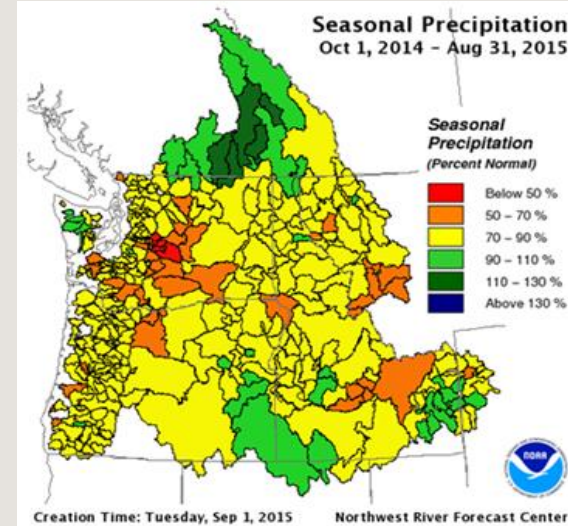 Seasonal Precipitation
Oct 1, 2014 – Aug 31, 2015
Seasonal
Precipitation
(Percent Normal)
Below 50 %
50 – 70 %
70 – 90 %
90 – 110 %
110 – 130 %
Above 130 %
NOAA
Creation Time: Tuesday, Sep 1, 2015 Northwest River Forecast Center